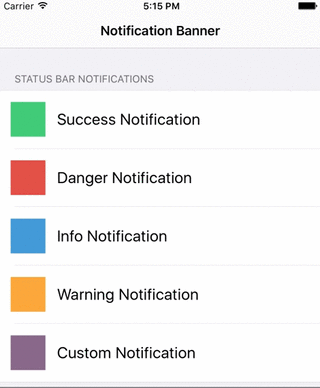 Carrier 5:15 PM
Notification Banner
STATUS BAR NOTIFICATIONS
Success Notification
Danger Notification
Info Notification
Warning Notification
Custom Notification